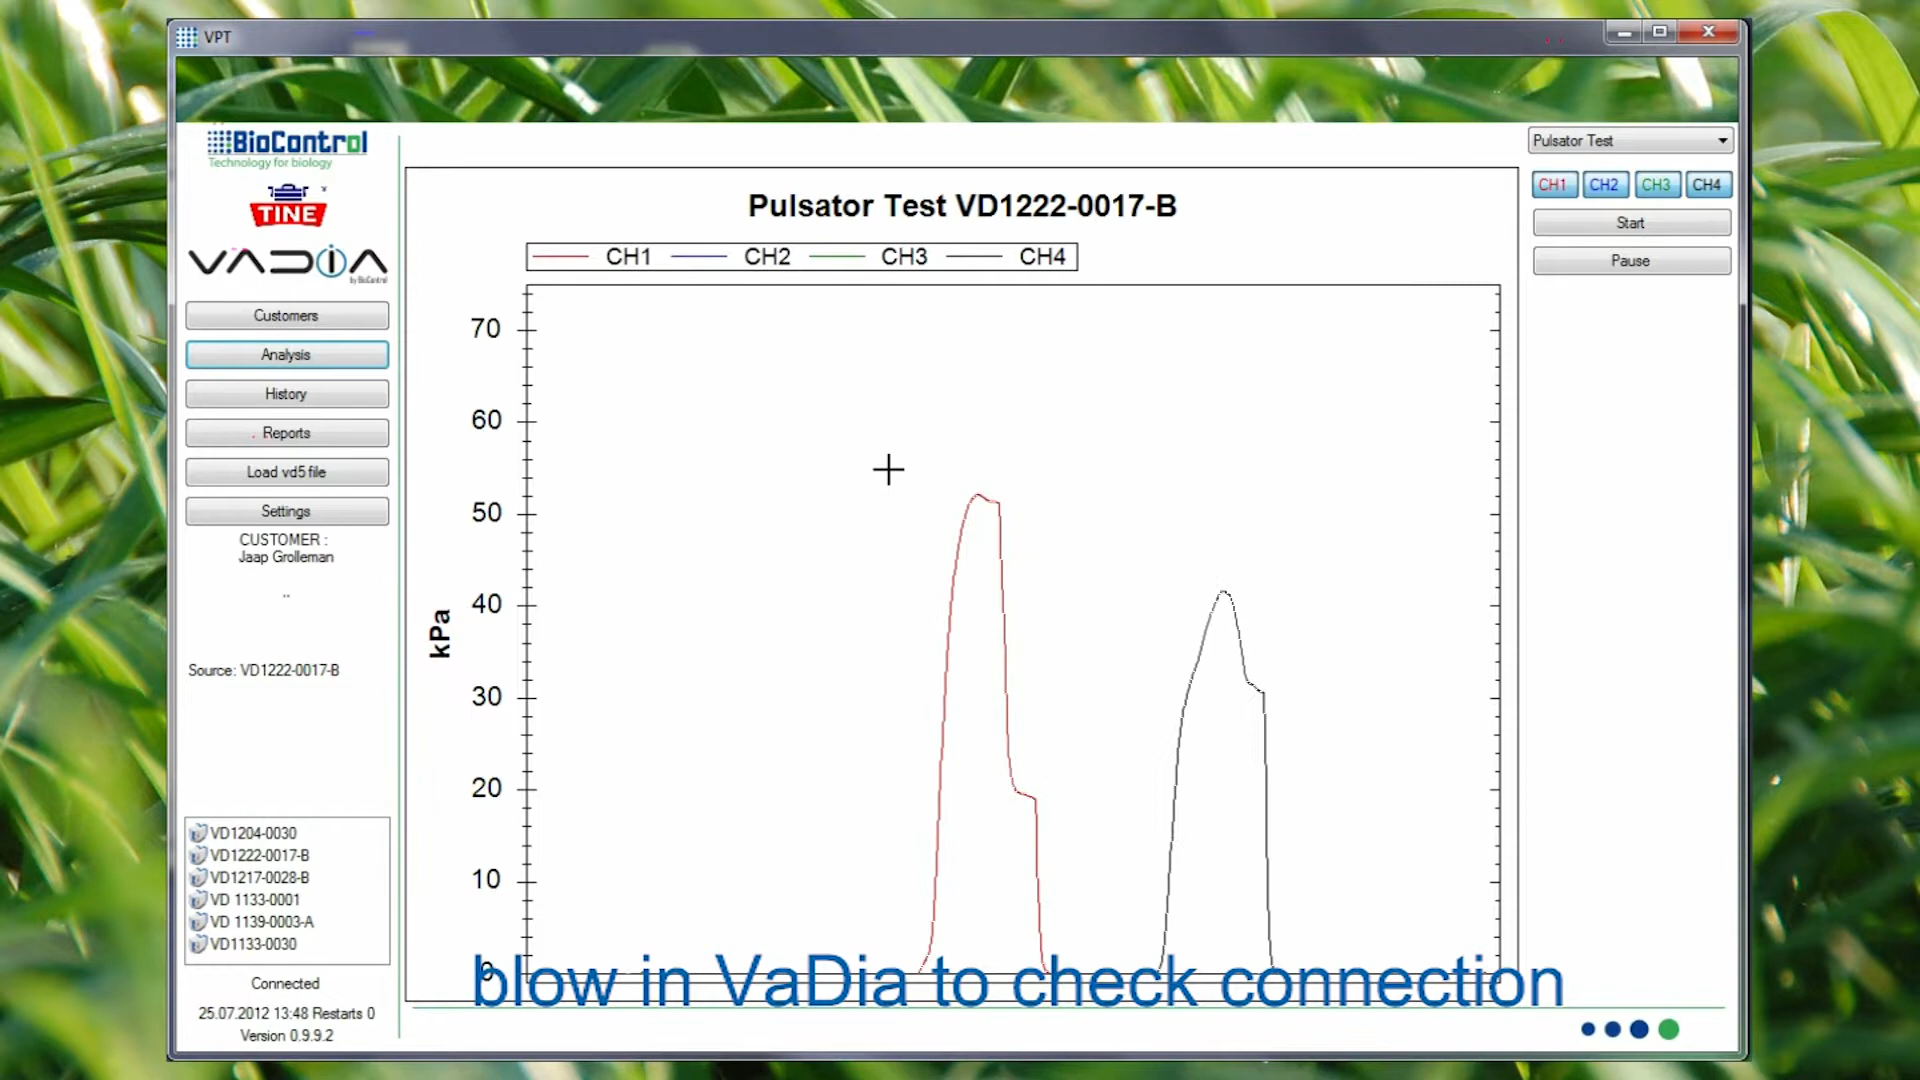 VPT
BioControl
Technology for biology
TINE
VADIA
by BioControl
Customers
Analysis
History
Reports
Load vd5 file
Settings
CUSTOMER :
Jaap Grolleman
..
Source: VD1222-0017-B
VD1204-0030
VD1222-0017-B
VD1217-0028-B
VD 1133-0001
VD 1139-0003-A
VD1133-0030
Connected
25.07.2012 13:48 Restarts 0
Version 0.9.9.2
Pulsator Test VD1222-0017-B
CH1 CH2 CH3 CH4
kPa
70
60
50
40
30
20
10
0
blow in VaDia to check connection
Pulsator Test
CH1 CH2 CH3 CH4
Start
Pause